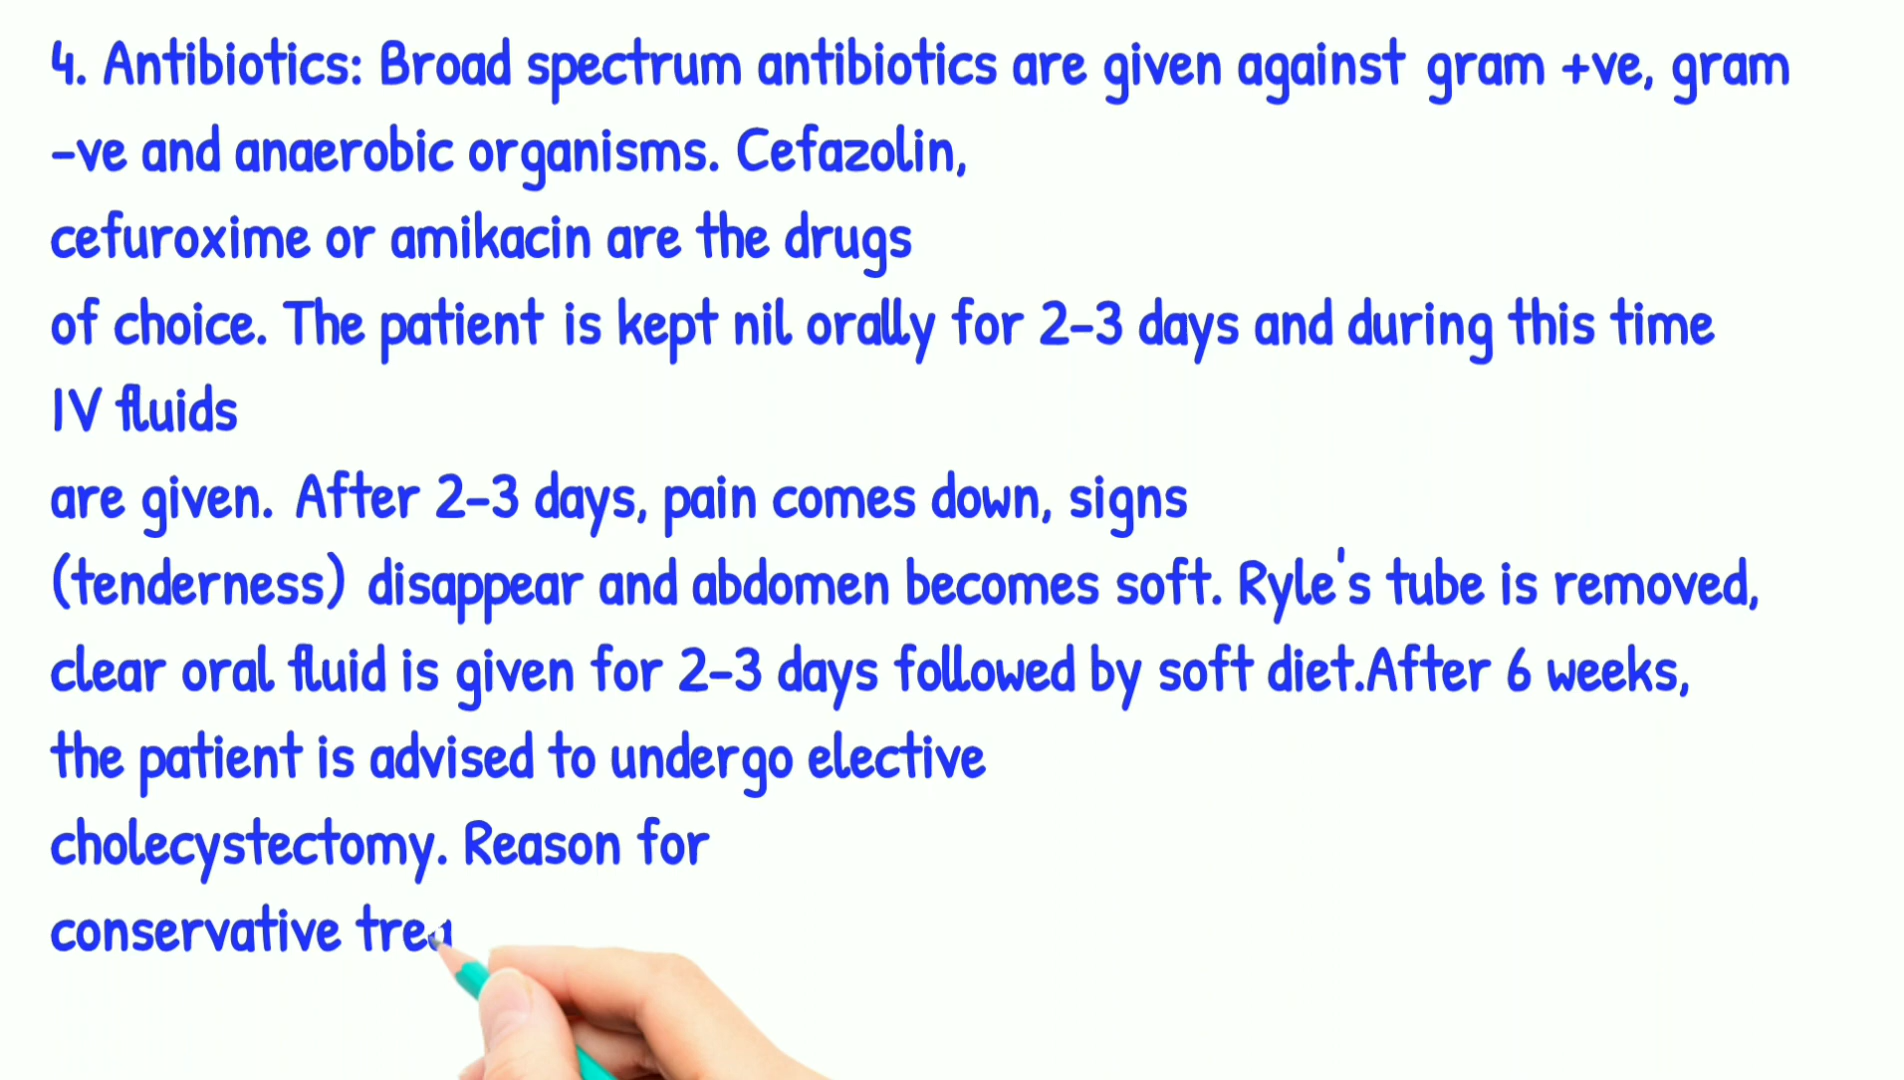 4. Antibiotics: Broad spectrum antibiotics are given against gram +ve, gram
-ve and anaerobic organisms. Cefazolin,
cefuroxime or amikacin are the drugs
of choice. The patient is kept nil orally for 2-3 days and during this time
IV fluids
are given. After 2-3 days, pain comes down, signs
(tenderness) disappear and abdomen becomes soft. Ryle's tube is removed,
clear oral fluid is given for 2-3 days followed by soft diet.After 6 weeks,
the patient is advised to undergo elective
cholecystectomy. Reason for
conservative trea